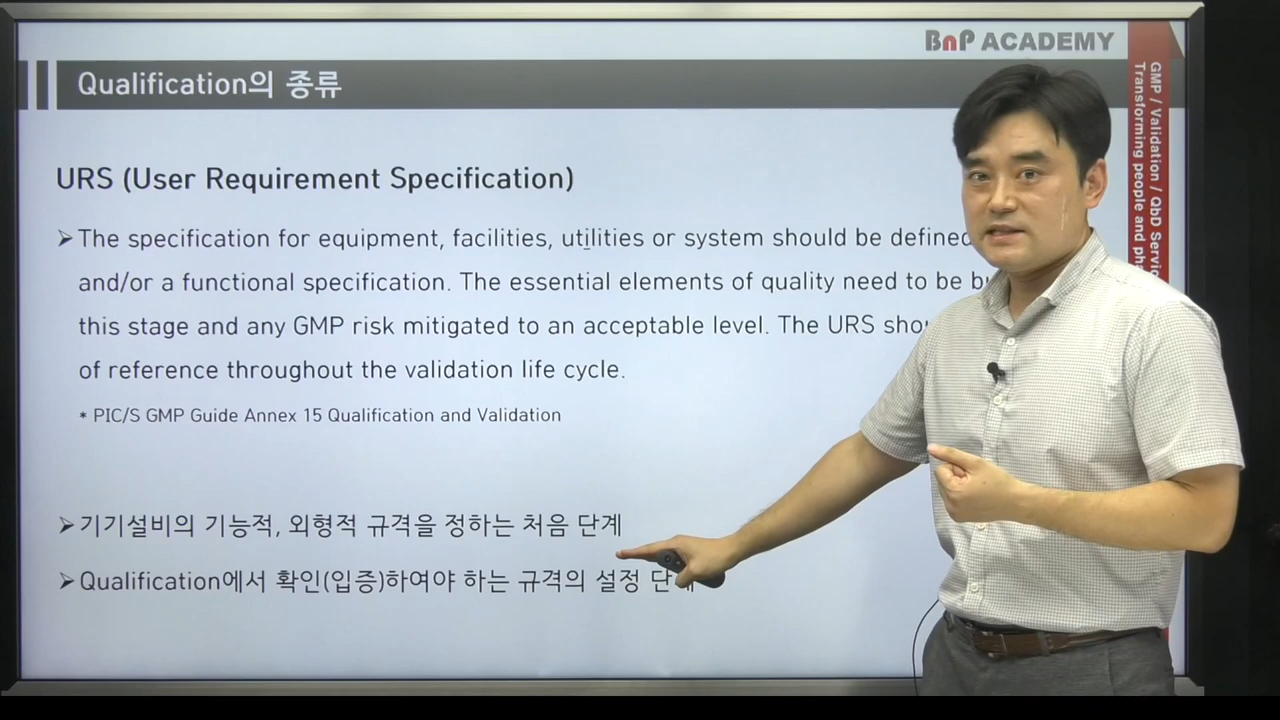 BnP ACADEMY
Qualification의 종류
GMP / Validation / QbD
Transforming people and
URS (User Requirement Specification)
➤ The specification for equipment, facilities, utilities or system should be defined
and/or a functional specification. The essential elements of quality need to be
this stage and any GMP risk mitigated to an acceptable level. The URS
of reference throughout the validation life cycle.
* PIC/S GMP Guide Annex 15 Qualification and Validation
➤ 기기설비의 기능적, 외형적 규격을 정하는 처음 단계
➤ Qualification에서 확인(입증)하여야 하는 규격의 설정 단계